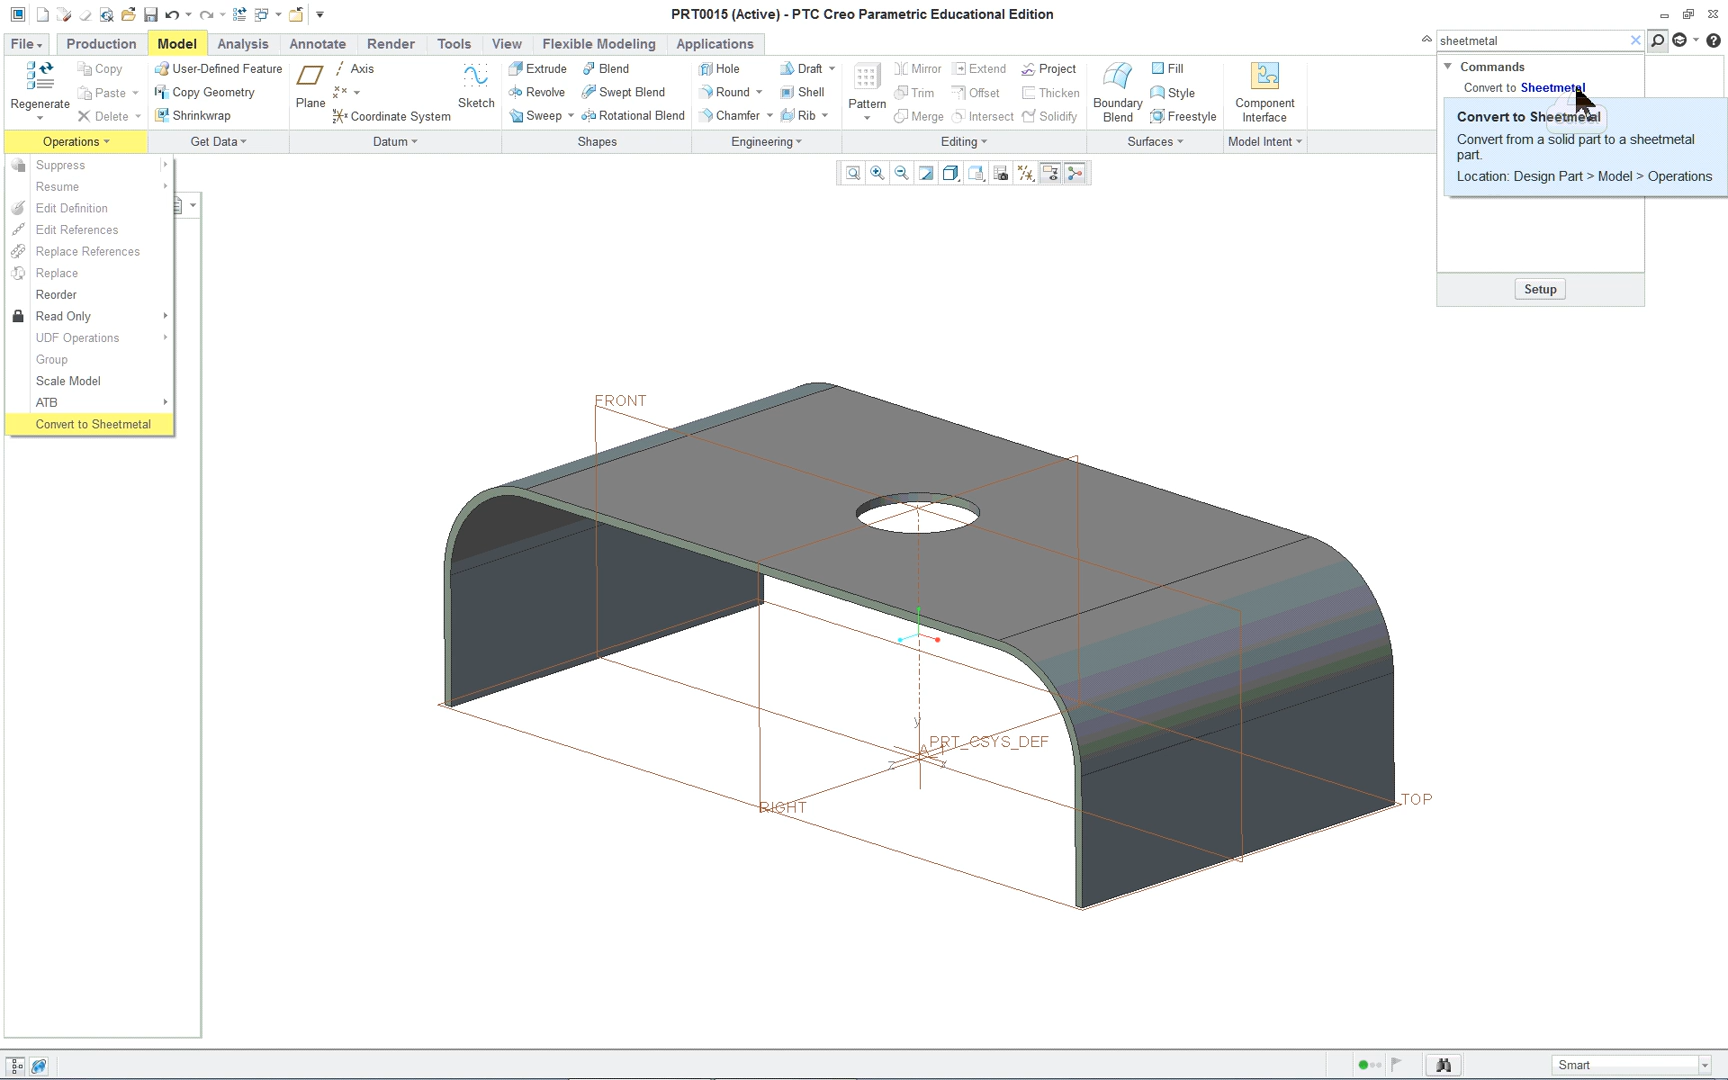 PRT0015 (Active) - PTC Creo Parametric Educational Edition
File
Production
Model
Analysis
Annotate
Render
Tools
View
Flexible Modeling
Applications
sheetmetal
Regenerate
Copy
Paste
Delete
User-Defined Feature
Copy Geometry
Shrinkwrap
Plane
Axis
Coordinate System
Sketch
Extrude
Revolve
Sweep
Blend
Swept Blend
Rotational Blend
Hole
Round
Chamfer
Draft
Shell
Rib
Pattern
Mirror
Trim
Merge
Extend
Offset
Intersect
Project
Thicken
Solidify
Boundary
Blend
Fill
Style
Freestyle
Component
Interface
Operations
Get Data
Datum
Shapes
Engineering
Editing
Surfaces
Model Intent
Commands
Convert to Sheetmetal
Convert to Sheetmetal
Convert from a solid part to a sheetmetal
part.
Location: Design Part > Model > Operations
Setup
Suppress
Resume
Edit Definition
Edit References
Replace References
Replace
Reorder
Read Only
UDF Operations
Group
Scale Model
ATB
Convert to Sheetmetal
FRONT
y
PRT_CSYS_DEF
z
RIGHT
TOP
Smart